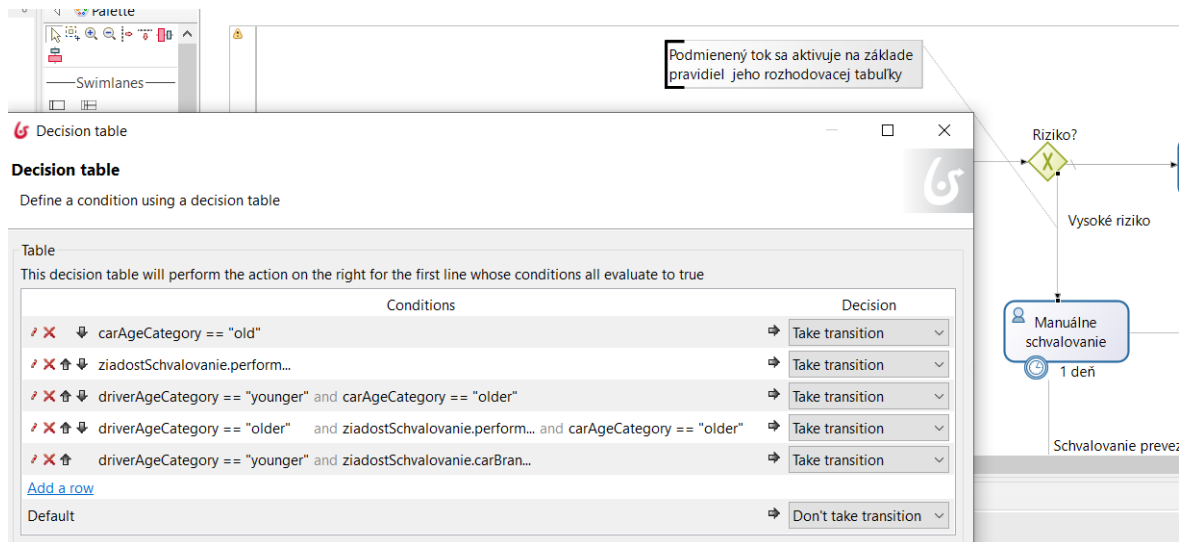 Palette
Swimlanes
Podmienený tok sa aktivuje na základe
pravidiel jeho rozhodovacej tabuľky
Decision table
Decision table
Define a condition using a decision table
Riziko?
X
Vysoké riziko
Manuálne
schvalovanie
1 deň
Schvalovanie prevez
Table
This decision table will perform the action on the right for the first line whose conditions all evaluate to true
Conditions Decision
carAgeCategory == "old" Take transition
ziadostSchvalovanie.perform... Take transition
driverAgeCategory == "younger" and carAgeCategory == "older" Take transition
driverAgeCategory == "older" and ziadostSchvalovanie.perform... and carAgeCategory == "older" Take transition
driverAgeCategory == "younger" and ziadostSchvalovanie.carBran... Take transition
Add a row
Default Don't take transition